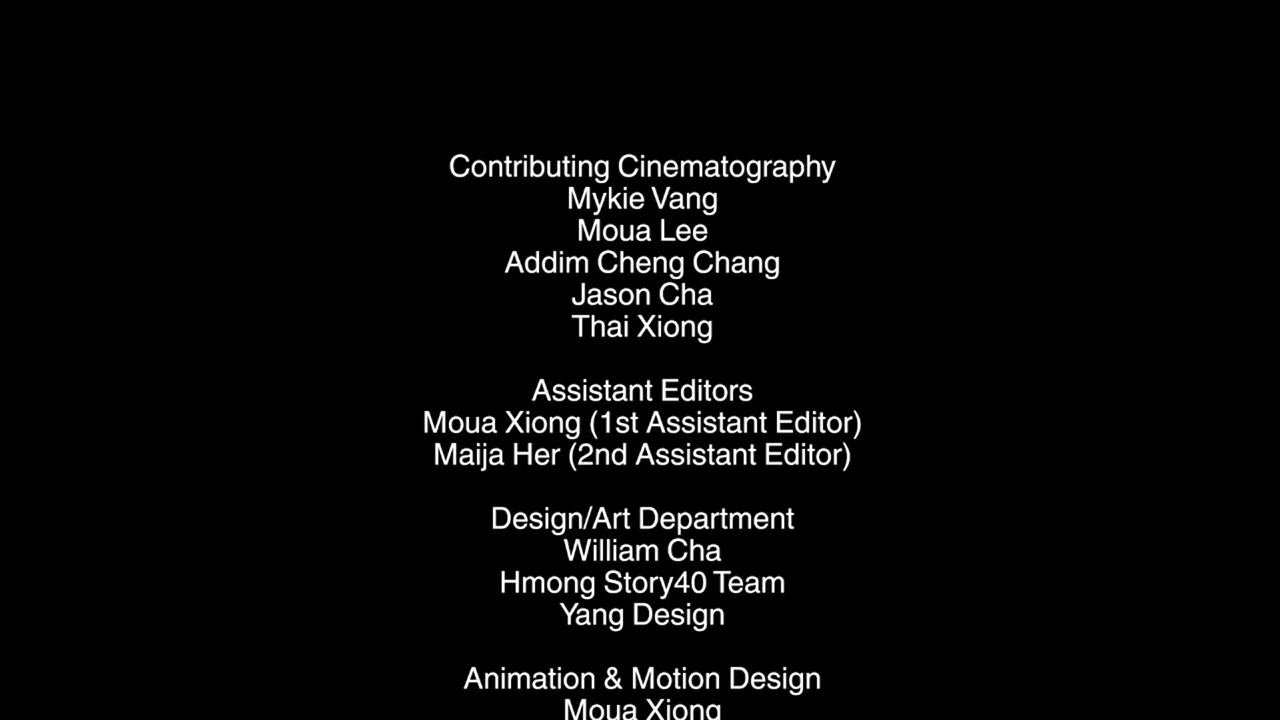 Contributing Cinematography
Mykie Vang
Moua Lee
Addim Cheng Chang
Jason Cha
Thai Xiong
Assistant Editors
Moua Xiong (1st Assistant Editor)
Maija Her (2nd Assistant Editor)
Design/Art Department
William Cha
Hmong Story40 Team
Yang Design
Animation & Motion Design
Moua Xiong